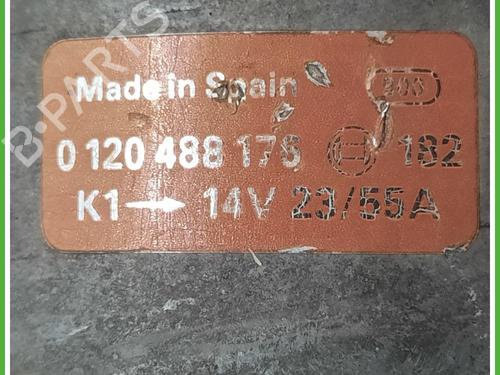 B-PARTS
Made in Spain
0 120 488 176 182
K1→ 14V 23/55A